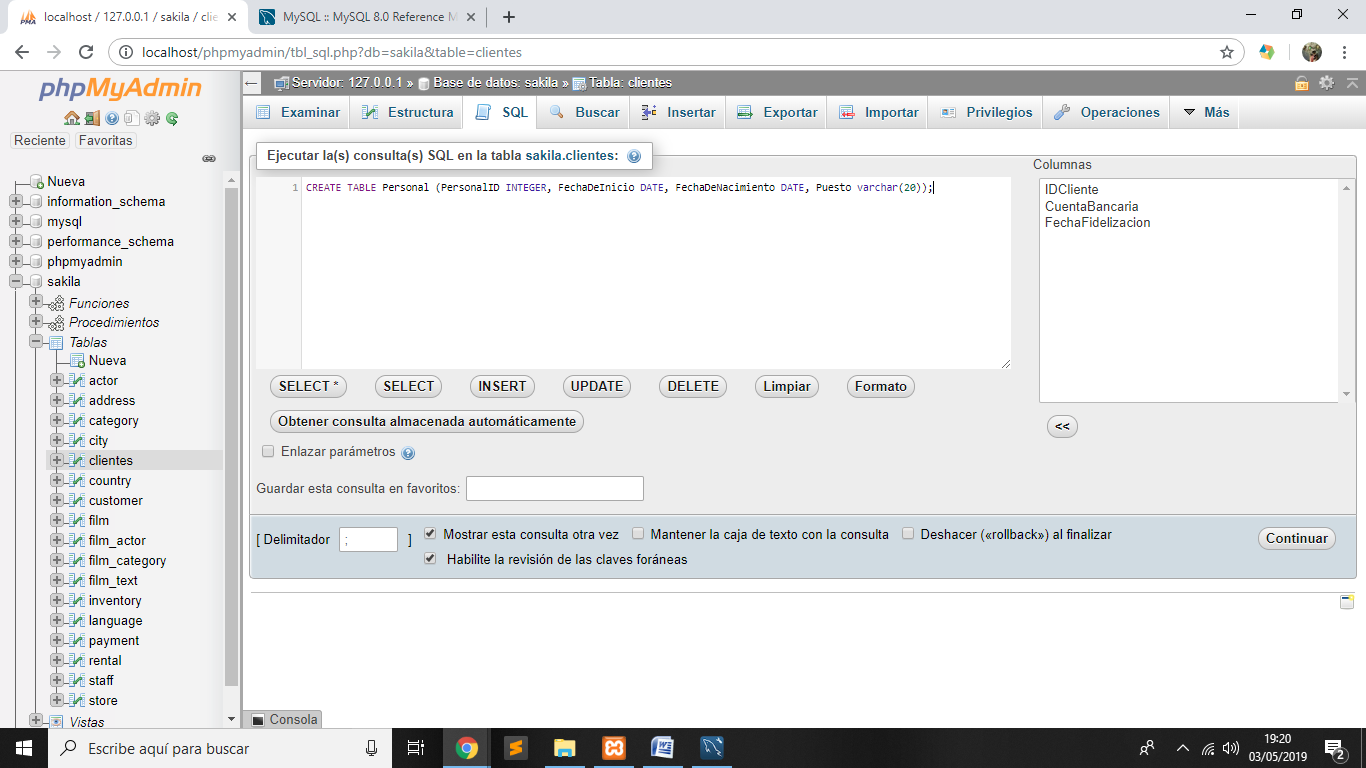 localhost / 127.0.0.1 / sakila / clie
MySQL :: MySQL 8.0 Reference M
localhost/phpmyadmin/tbl_sql.php?db=sakila&table=clientes
phpMyAdmin
Reciente
Favoritas
Nueva
information_schema
mysql
performance_schema
phpmyadmin
sakila
Funciones
Procedimientos
Tablas
Nueva
actor
address
category
city
clientes
country
customer
film
film_actor
film_category
film_text
inventory
language
payment
rental
staff
store
Vistas
Servidor: 127.0.0.1 » Base de datos: sakila » Tabla: clientes
Examinar
Estructura
SQL
Buscar
Insertar
Exportar
Importar
Privilegios
Operaciones
Más
Ejecutar la(s) consulta(s) SQL en la tabla sakila.clientes:
1 CREATE TABLE Personal (PersonalID INTEGER, FechaDeInicio DATE, FechaDeNacimiento DATE, Puesto varchar(20));
Columnas
IDCliente
CuentaBancaria
FechaFidelizacion
SELECT *
SELECT
INSERT
UPDATE
DELETE
Limpiar
Formato
Obtener consulta almacenada automáticamente
<<
Enlazar parámetros
Guardar esta consulta en favoritos:
[ Delimitador ; ]
Mostrar esta consulta otra vez
Mantener la caja de texto con la consulta
Deshacer («rollback») al finalizar
Habilite la revisión de las claves foráneas
Continuar
Consola
Escribe aquí para buscar
19:20
03/05/2019
2